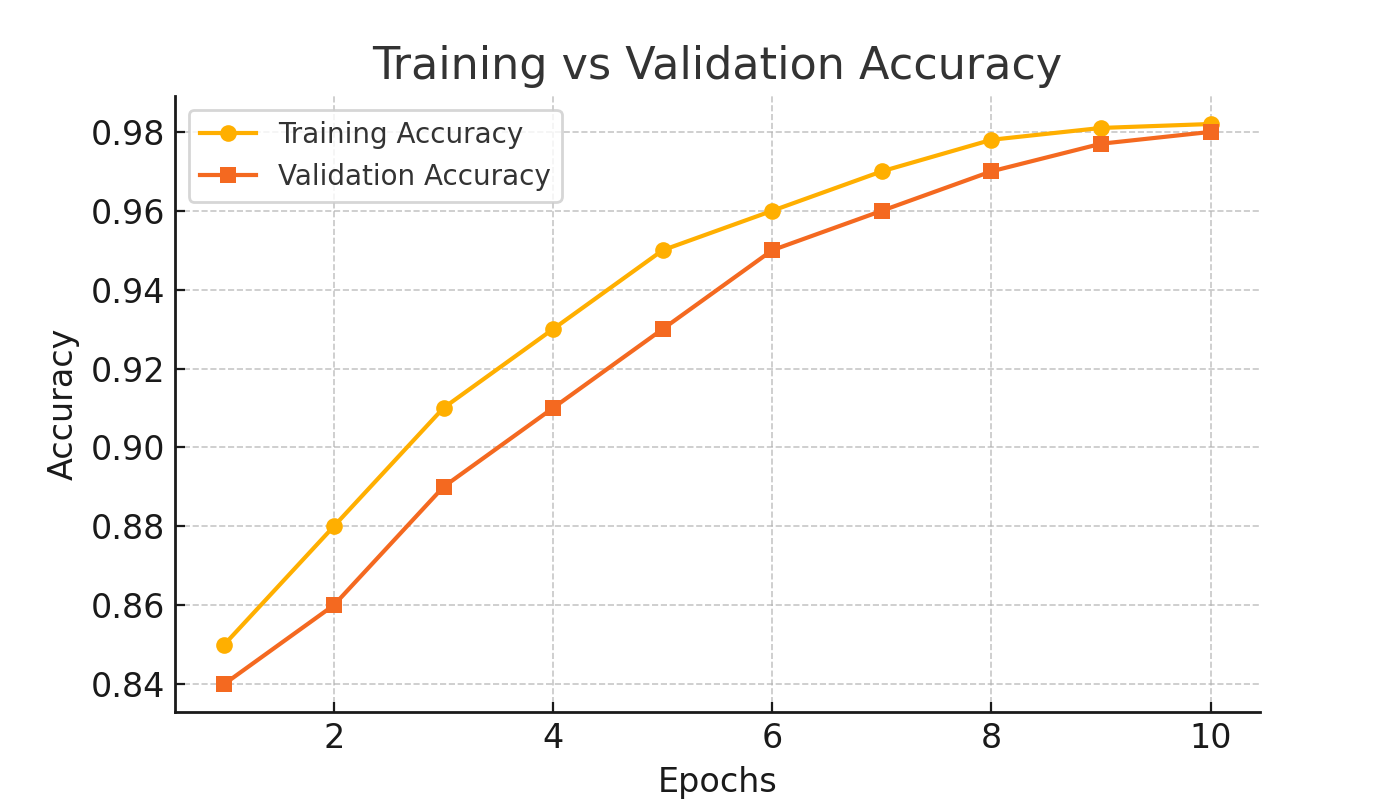 Training vs Validation Accuracy
Training Accuracy
Validation Accuracy
Accuracy
0.98
0.96
0.94
0.92
0.90
0.88
0.86
0.84
2 4 6 8 10
Epochs